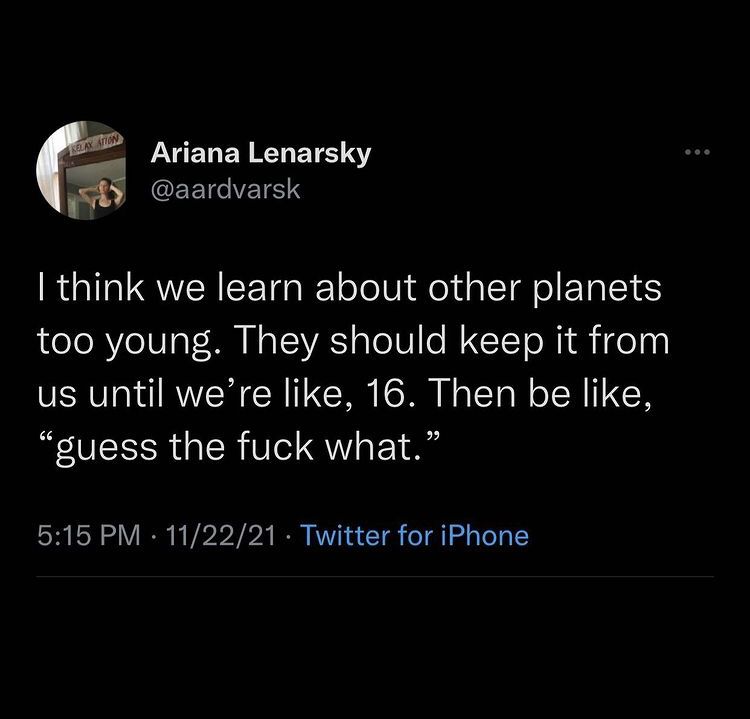 RELAXATION
Ariana Lenarsky
@aardvarsk
I think we learn about other planets
too young. They should keep it from
us until we’re like, 16. Then be like,
“guess the fuck what.”
5:15 PM · 11/22/21 · Twitter for iPhone